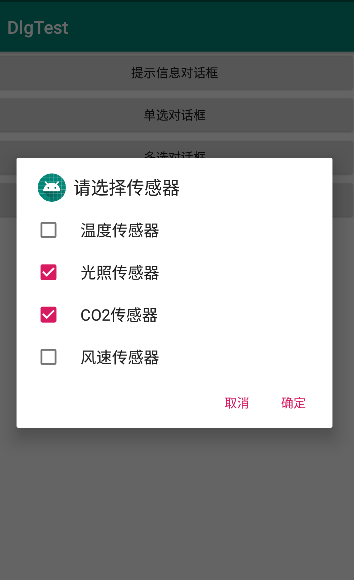 DlgTest
提示信息对话框
单选对话框
多选对话框
请选择传感器
温度传感器
光照传感器
CO2传感器
风速传感器
取消
确定